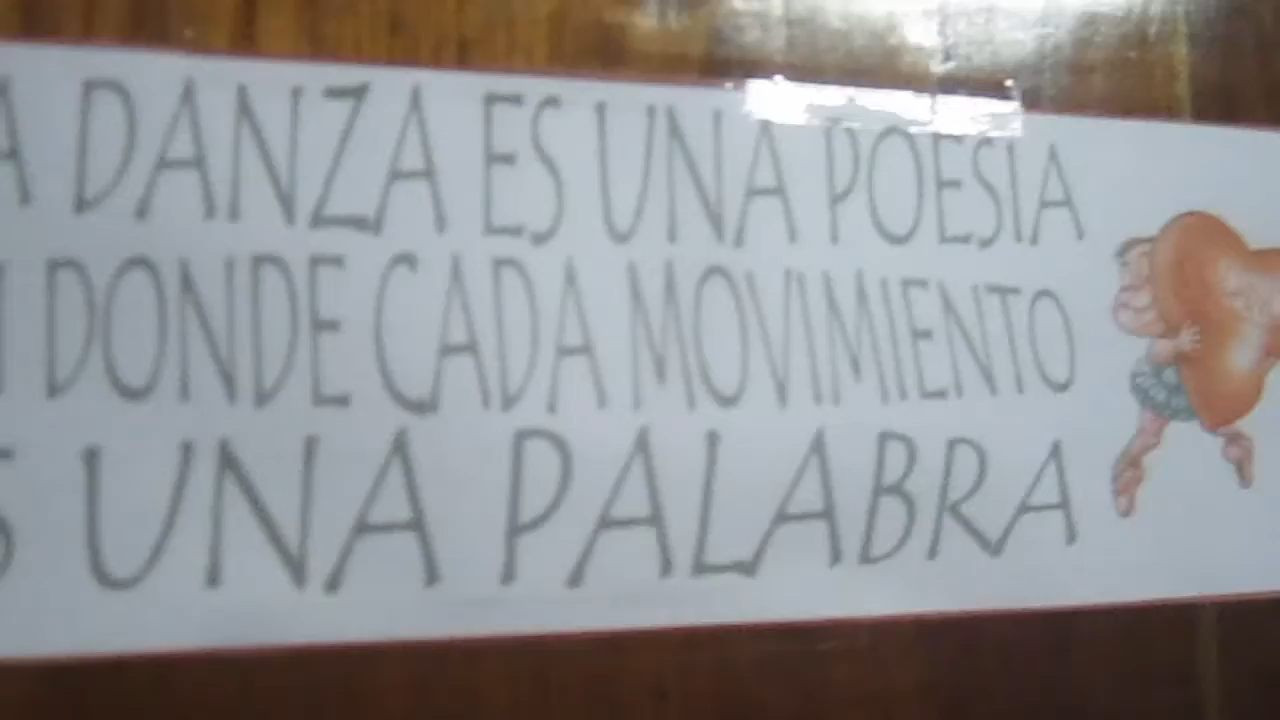 A DANZA ES UNA POESIA
DONDE CADA MOVIMIENTO
S UNA PALABRA